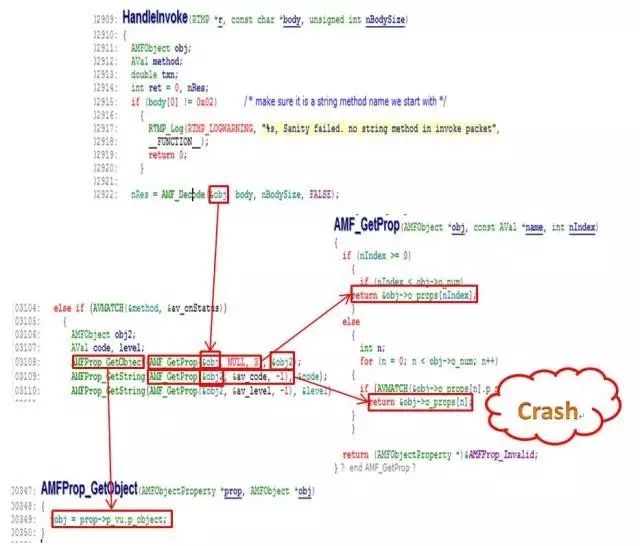 02909: HandleInvoke(RTMP *r, const char *body, unsigned int nBodySize)
02910: {
02911: AMFObject obj;
02912: AVal method;
02913: double txn;
02914: int ret = 0, nRes;
02915: if (body[0] != 0x02) /* make sure it is a string method name we start with */
02916: {
02917: RTMP_Log(RTMP_LOGWARNING, "%s, Sanity failed. no string method in invoke packet",
02918: __FUNCTION__);
02919: return 0;
02920: }
02921:
02922: nRes = AMF_Decode(&obj, body, nBodySize, FALSE);
AMF_GetProp(AMFObject *obj, const AVal *name, int nIndex)
{
if (nIndex >= 0)
{
if (nIndex < obj->o_num)
return &obj->o_props[nIndex];
}
else
{
int n;
for (n = 0; n < obj->o_num; n++)
{
if (AVMATCH(&obj->o_props[n].p_n
return &obj->o_props[n];
}
}
return (AMFObjectProperty *)&AMFProp_Invalid;
} ? end AMF_GetProp ?
Crash
03104: else if (AVMATCH(&method, &av_onStatus))
03105: {
03106: AMFObject obj2;
03107: AVal code, level;
03108: AMFProp_GetObject(AMF_GetProp(&obj, NULL, 3), &obj2);
03109: AMFProp_GetString(AMF_GetProp(&obj2, &av_code, -1), &code);
03110: AMFProp_GetString(AMF_GetProp(&obj2, &av_level, -1), &level)
20347: AMFProp_GetObject(AMFObjectProperty *prop, AMFObject *obj)
20348: {
20349: *obj = prop->p_vu.p_object;
20350: }